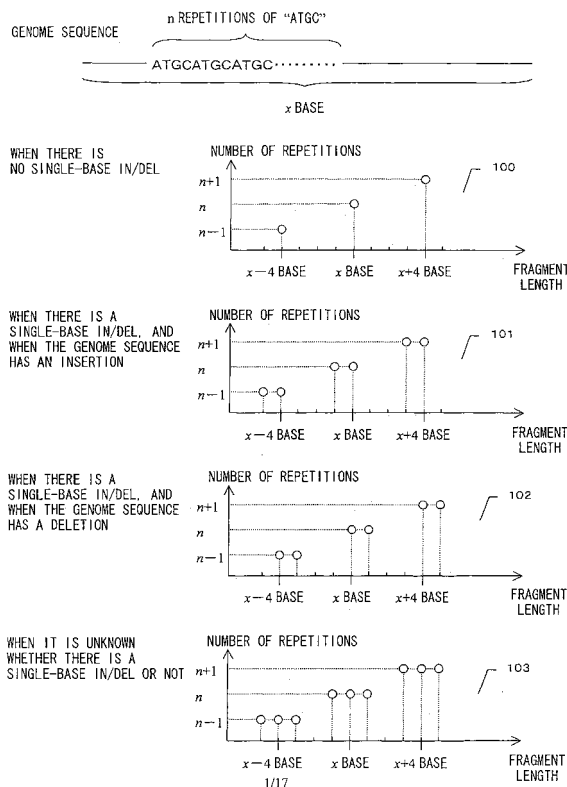 n REPETITIONS OF "ATGC"
GENOME SEQUENCE
ATGCATGCATGC·········
x BASE
WHEN THERE IS
NO SINGLE-BASE IN/DEL
NUMBER OF REPETITIONS
100
n+1
n
n−1
x−4 BASE x BASE x+4 BASE
FRAGMENT
LENGTH
WHEN THERE IS A
SINGLE-BASE IN/DEL, AND
WHEN THE GENOME SEQUENCE
HAS AN INSERTION
NUMBER OF REPETITIONS
101
n+1
n
n−1
x−4 BASE x BASE x+4 BASE
FRAGMENT
LENGTH
WHEN THERE IS A
SINGLE-BASE IN/DEL, AND
WHEN THE GENOME SEQUENCE
HAS A DELETION
NUMBER OF REPETITIONS
102
n+1
n
n−1
x−4 BASE x BASE x+4 BASE
FRAGMENT
LENGTH
WHEN IT IS UNKNOWN
WHETHER THERE IS A
SINGLE-BASE IN/DEL OR NOT
NUMBER OF REPETITIONS
103
n+1
n
n−1
x−4 BASE x BASE x+4 BASE
FRAGMENT
LENGTH
1/17